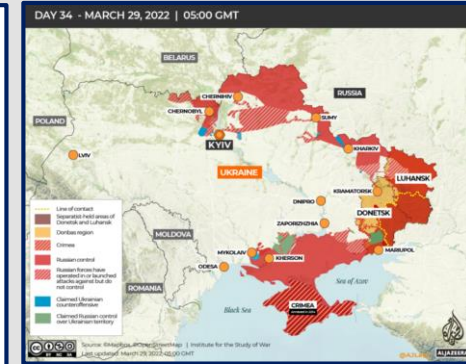 DAY 34 - MARCH 29, 2022 | 05:00 GMT
BELARUS
CHERNIHIV
RUSSIA
CHERNOBYL
POLAND
SUMY
KYIV
KHARKIV
LVIV
UKRAINE
LUHANSK
KRAMATORSK
DNIPRO
DONETSK
ZAPORIZHZHIA
MOLDOVA
MYKOLAIV
MARIUPOL
KHERSON
ODESA
Sea of Azov
ROMANIA
Black Sea
CRIMEA
Line of contact
Separatist-held areas of
Donetsk and Luhansk
Donbas region
Crimea
Russian control
Russian forces have
operated in or launched
attacks against but do
not control
Claimed Ukrainian
counteroffensive
Claimed Russian control
over Ukrainian territory
Source: ©Mapbox, ©OpenStreetMap | Institute for the Study of War
Last updated: March 29, 2022, 05:00 GMT
ALJAZEERA